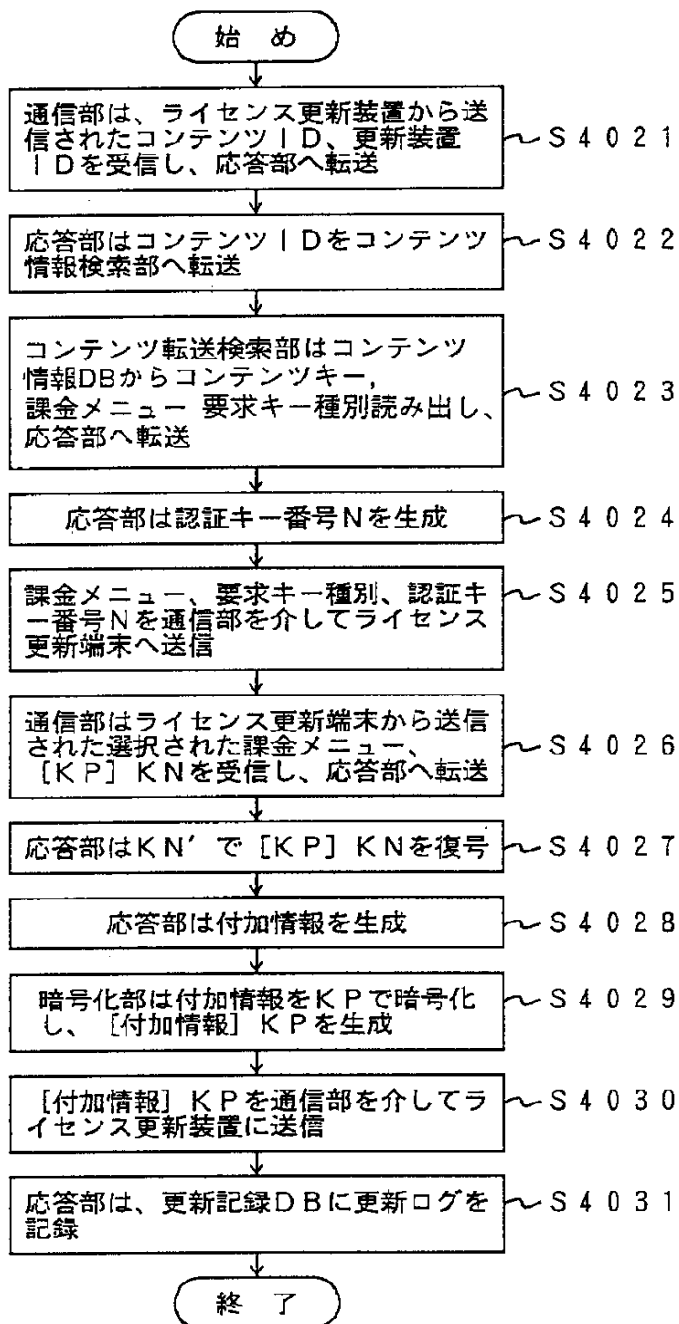 始 め
通信部は、ライセンス更新装置から送
信されたコンテンツID、更新装置
IDを受信し、応答部へ転送
S4021
応答部はコンテンツIDをコンテンツ
情報検索部へ転送
S4022
コンテンツ転送検索部はコンテンツ
情報DBからコンテンツキー,
課金メニュー 要求キー種別読み出し、
応答部へ転送
S4023
応答部は認証キー番号Nを生成
S4024
課金メニュー、要求キー種別、認証キ
ー番号Nを通信部を介してライセンス
更新端末へ送信
S4025
通信部はライセンス更新端末から送信
された選択された課金メニュー、
[KP]KNを受信し、応答部へ転送
S4026
応答部はKN′で[KP]KNを復号
S4027
応答部は付加情報を生成
S4028
暗号化部は付加情報をKPで暗号化
し、[付加情報]KPを生成
S4029
[付加情報]KPを通信部を介してラ
イセンス更新装置に送信
S4030
応答部は、更新記録DBに更新ログを
記録
S4031
終 了